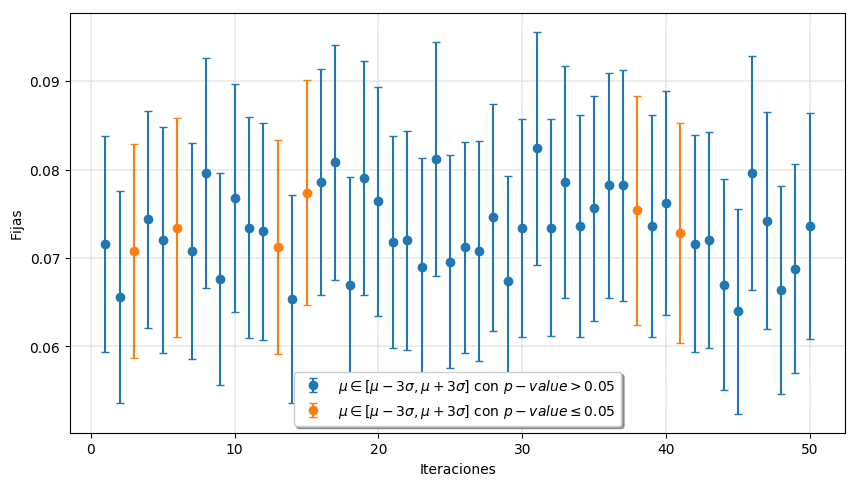 0.09
0.08
0.07
0.06
Fijas
0 10 20 30 40 50
Iteraciones
μ ∈ [μ − 3σ, μ + 3σ] con p − value > 0.05
μ ∈ [μ − 3σ, μ + 3σ] con p − value ≤ 0.05